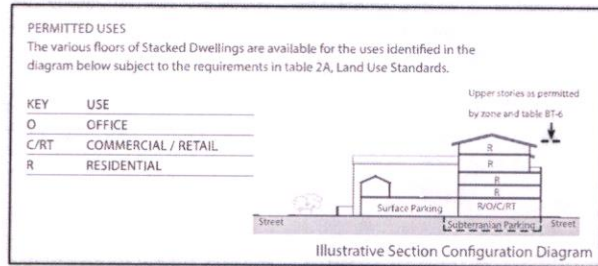 PERMITTED USES
The various floors of Stacked Dwellings are available for the uses identified in the
diagram below subject to the requirements in table 2A, Land Use Standards.
KEY USE
O OFFICE
C/RT COMMERCIAL / RETAIL
R RESIDENTIAL
Upper stories as permitted
by zone and table BT-6
R
R
R
R
R/O/C/RT
Surface Parking
Street
Subterranian Parking
Street
Illustrative Section Configuration Diagram